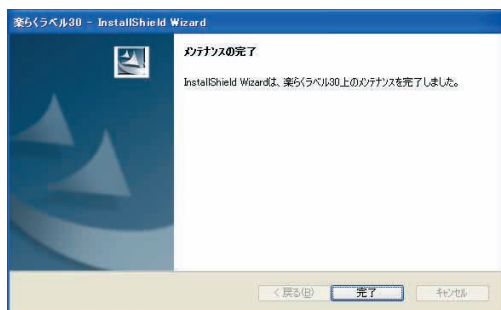 楽らくラベル30 - InstallShield Wizard
メンテナンスの完了
InstallShield Wizardは、楽らくラベル30上のメンテナンスを完了しました。
< 戻る(B)
完了
キャンセル